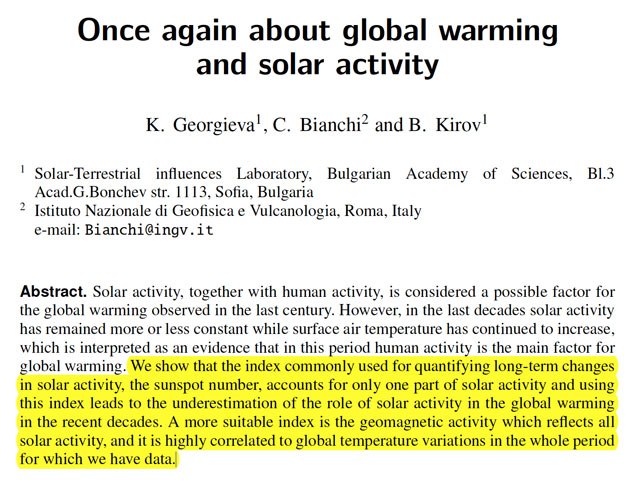 Once again about global warming
and solar activity
K. Georgieva1, C. Bianchi2 and B. Kirov1
1 Solar-Terrestrial influences Laboratory, Bulgarian Academy of Sciences, Bl.3
Acad.G.Bonchev str. 1113, Sofia, Bulgaria
2 Istituto Nazionale di Geofisica e Vulcanologia, Roma, Italy
e-mail: Bianchi@ingv.it
Abstract. Solar activity, together with human activity, is considered a possible factor for
the global warming observed in the last century. However, in the last decades solar activity
has remained more or less constant while surface air temperature has continued to increase,
which is interpreted as an evidence that in this period human activity is the main factor for
global warming. We show that the index commonly used for quantifying long-term changes
in solar activity, the sunspot number, accounts for only one part of solar activity and using
this index leads to the underestimation of the role of solar activity in the global warming
in the recent decades. A more suitable index is the geomagnetic activity which reflects all
solar activity, and it is highly correlated to global temperature variations in the whole period
for which we have data.